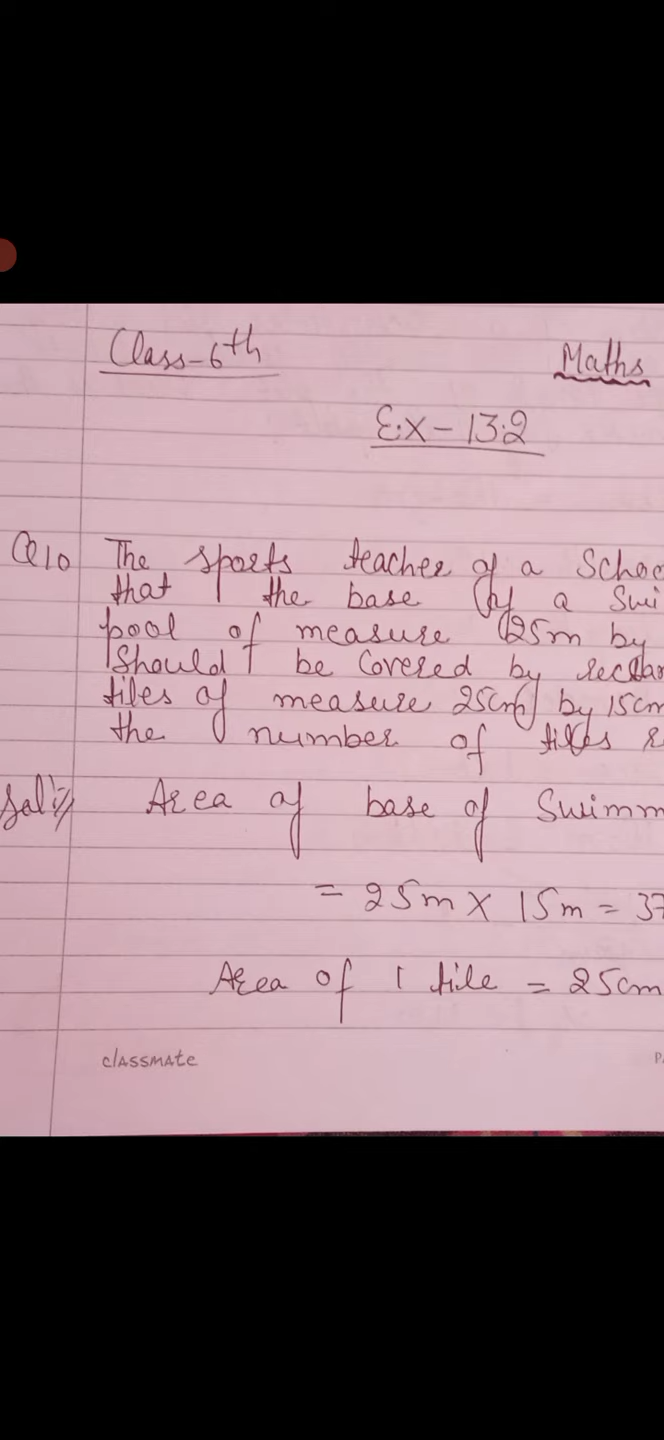 Class-6th Maths
Ex-13.2
Q10 The sports teacher of a Schoo
that the base of a Swi
pool of measure 25m by
Should be covered by rectan
tiles of measure 25cm by 15cm
the number of tiles r
Sol:- Area of base of Swimm
= 25m × 15m = 37
Area of 1 tile = 25cm
classmate PA